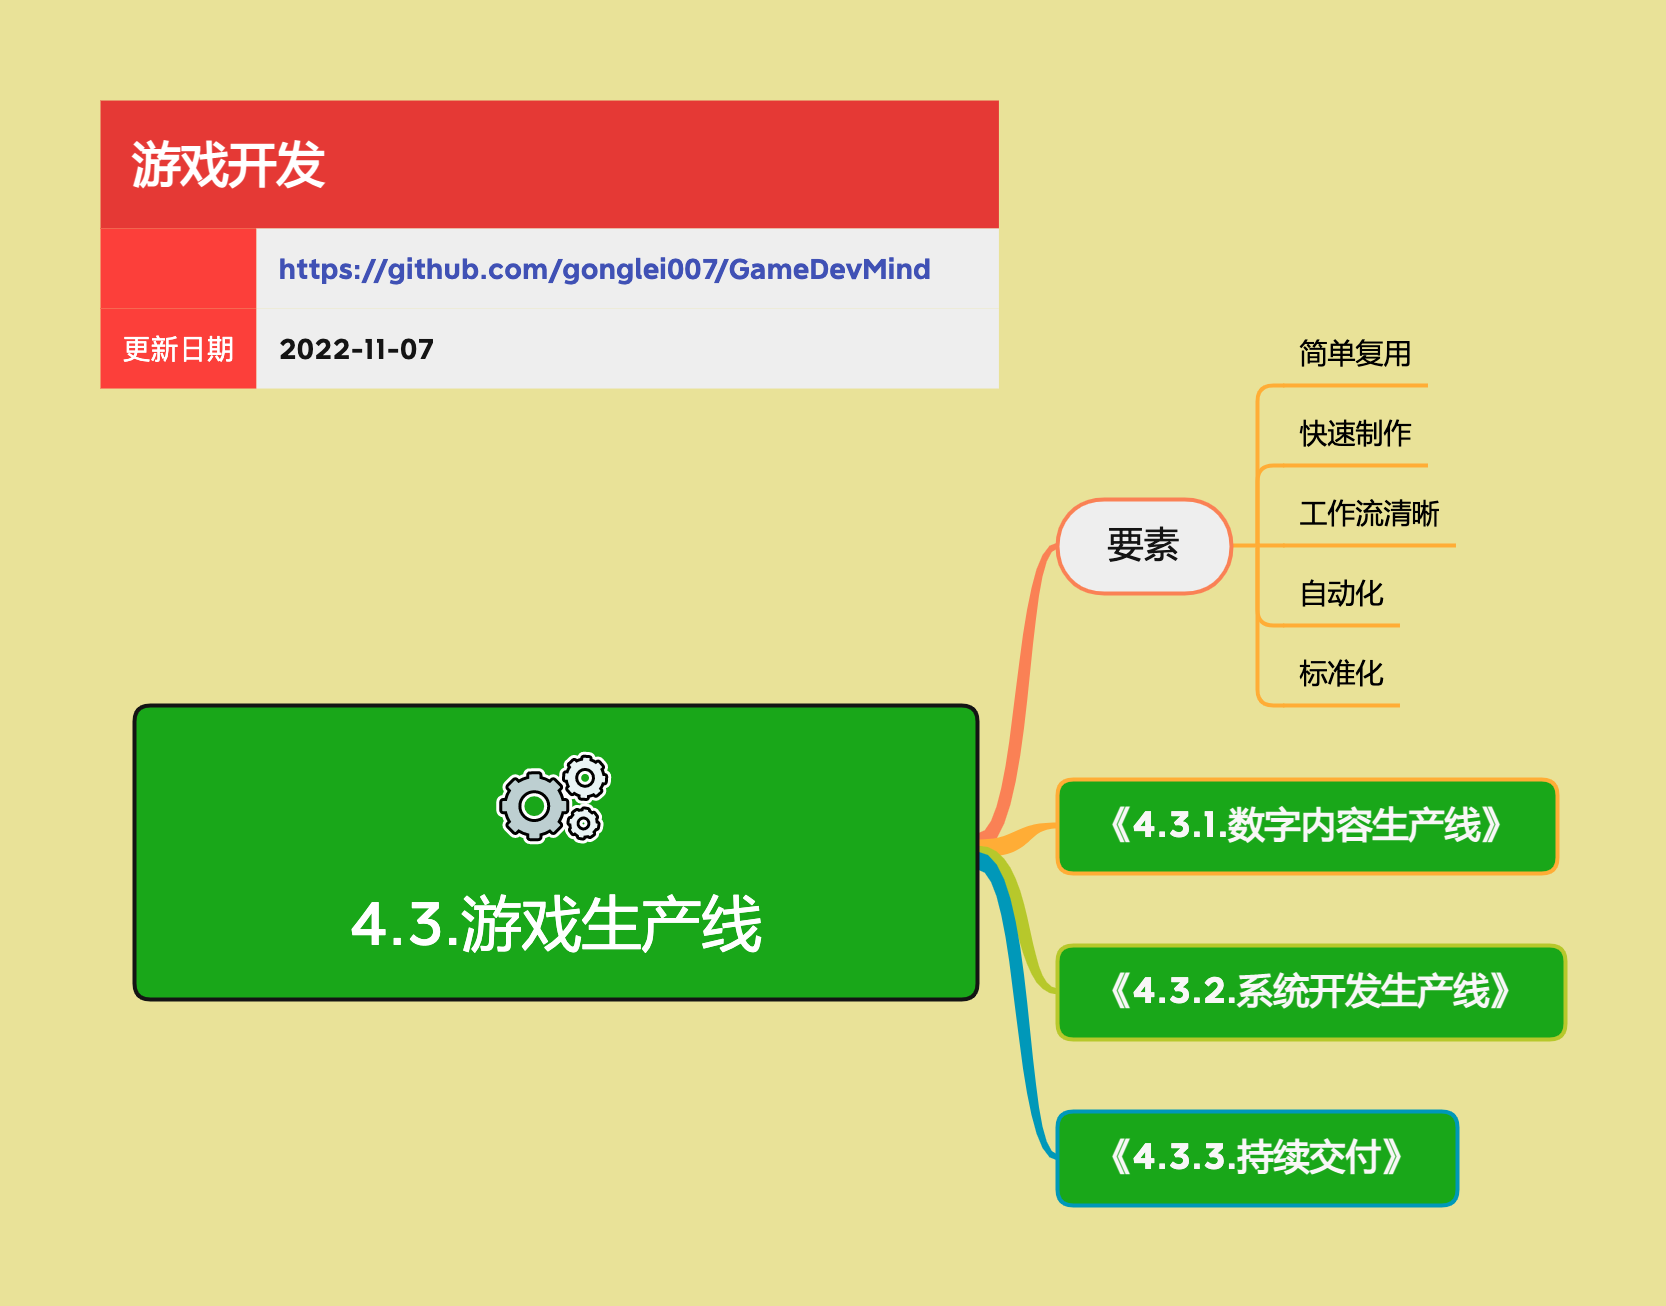 游戏开发
https://github.com/gonglei007/GameDevMind
更新日期 2022-11-07
简单复用
快速制作
工作流清晰
自动化
标准化
要素
4.3.游戏生产线
《4.3.1.数字内容生产线》
《4.3.2.系统开发生产线》
《4.3.3.持续交付》